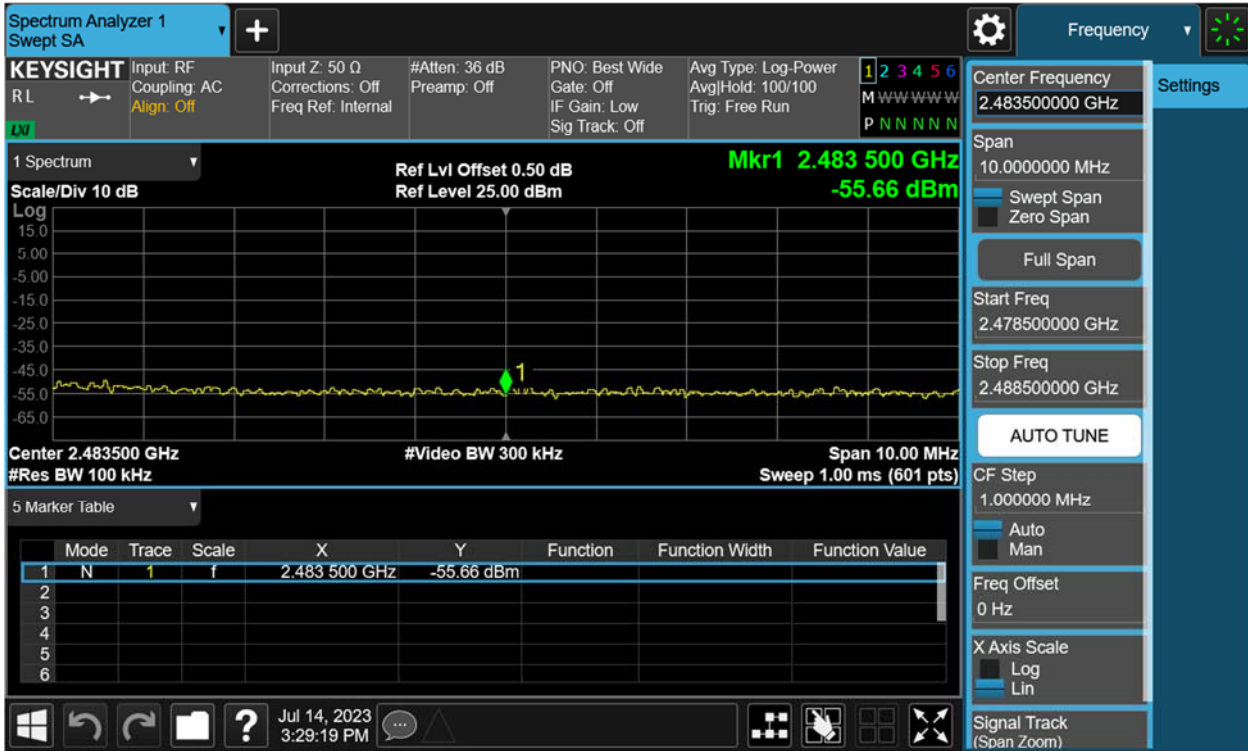 Spectrum Analyzer 1
Swept SA
+
Frequency
KEYSIGHT
RL
LXI
Input: RF
Coupling: AC
Align: Off
Input Z: 50 Ω
Corrections: Off
Freq Ref: Internal
#Atten: 36 dB
Preamp: Off
PNO: Best Wide
Gate: Off
IF Gain: Low
Sig Track: Off
Avg Type: Log-Power
Avg|Hold: 100/100
Trig: Free Run
1 2 3 4 5 6
M W W W W W
P N N N N N
1 Spectrum
Ref Lvl Offset 0.50 dB
Mkr1 2.483 500 GHz
Scale/Div 10 dB
Ref Level 25.00 dBm
-55.66 dBm
Log
15.0
5.00
-5.00
-15.0
-25.0
-35.0
-45.0
-55.0
-65.0
1
Center 2.483500 GHz
#Video BW 300 kHz
Span 10.00 MHz
#Res BW 100 kHz
Sweep 1.00 ms (601 pts)
5 Marker Table
Mode Trace Scale X Y Function Function Width Function Value
1 N 1 f 2.483 500 GHz -55.66 dBm
2
3
4
5
6
?
Jul 14, 2023
3:29:19 PM
Center Frequency
2.483500000 GHz
Span
10.0000000 MHz
Swept Span
Zero Span
Full Span
Start Freq
2.478500000 GHz
Stop Freq
2.488500000 GHz
AUTO TUNE
CF Step
1.000000 MHz
Auto
Man
Freq Offset
0 Hz
X Axis Scale
Log
Lin
Signal Track
(Span Zoom)
Settings